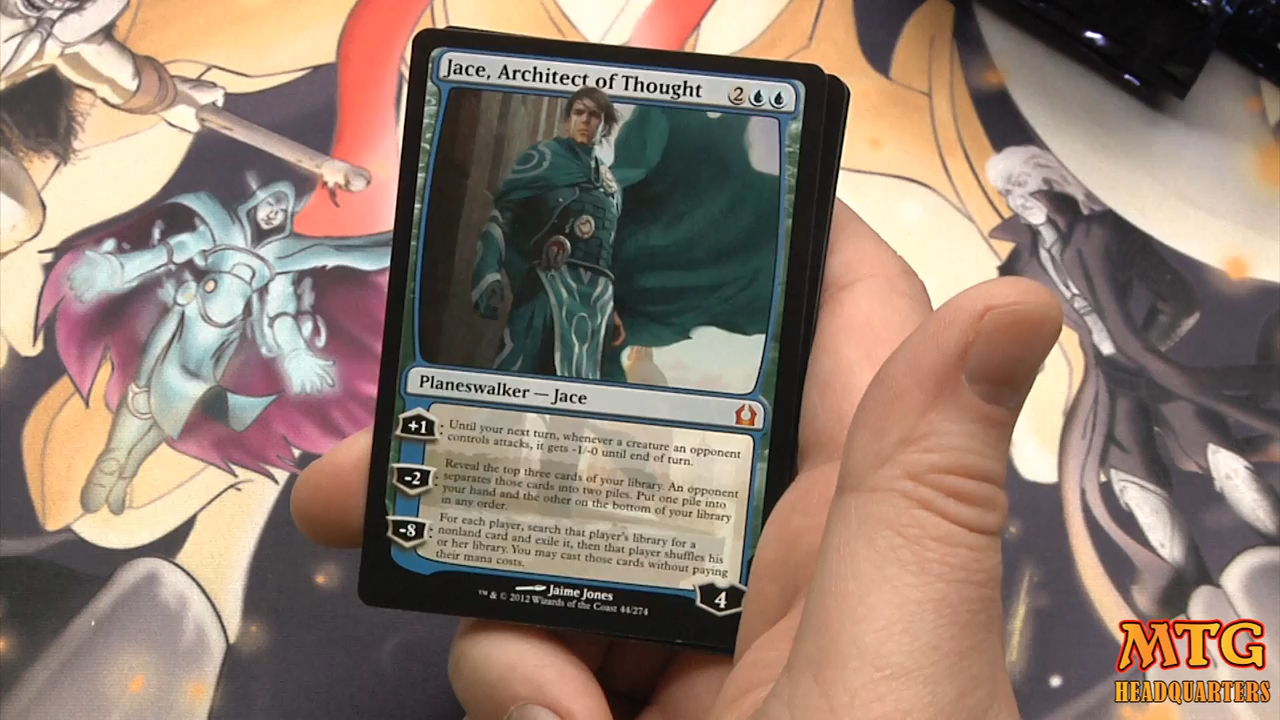 Jace, Architect of Thought 2
Planeswalker — Jace
+1 : Until your next turn, whenever a creature an opponent
controls attacks, it gets -1/-0 until end of turn.
-2 : Reveal the top three cards of your library. An opponent
separates those cards into two piles. Put one pile into
your hand and the other on the bottom of your library
in any order.
-8 : For each player, search that player's library for a
nonland card and exile it, then that player shuffles his
or her library. You may cast those cards without paying
their mana costs.
Jaime Jones
™ & © 2012 Wizards of the Coast 44/274
4
MTG
HEADQUARTERS